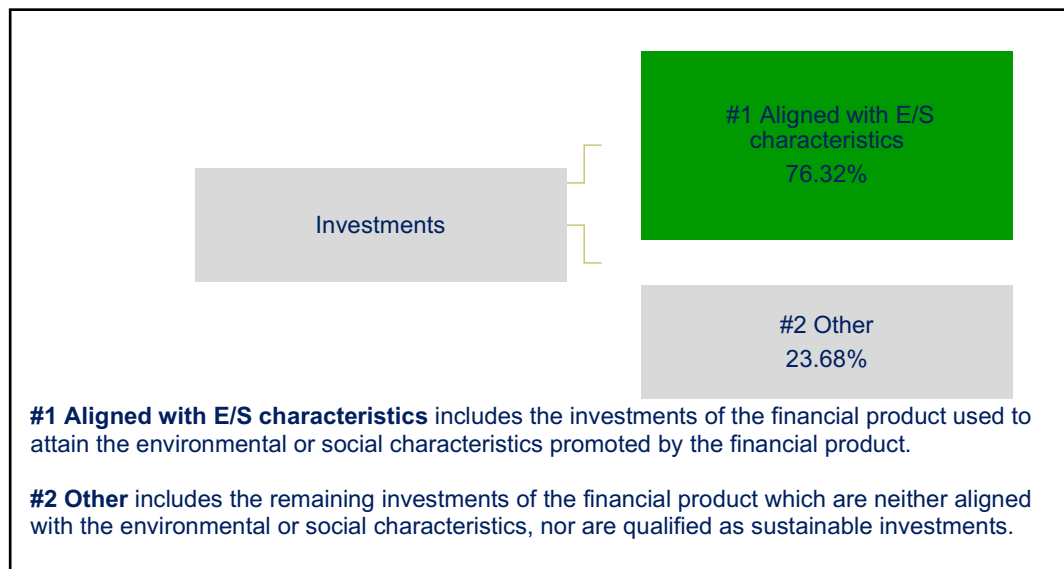 #1 Aligned with E/S
characteristics
76.32%
Investments
#2 Other
23.68%
#1 Aligned with E/S characteristics includes the investments of the financial product used to
attain the environmental or social characteristics promoted by the financial product.
#2 Other includes the remaining investments of the financial product which are neither aligned
with the environmental or social characteristics, nor are qualified as sustainable investments.